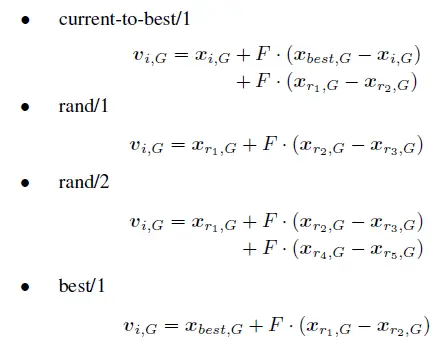 • current-to-best/1
v_{i,G} = x_{i,G} + F · (x_{best,G} − x_{i,G})
+ F · (x_{r_1,G} − x_{r_2,G})
• rand/1
v_{i,G} = x_{r_1,G} + F · (x_{r_2,G} − x_{r_3,G})
• rand/2
v_{i,G} = x_{r_1,G} + F · (x_{r_2,G} − x_{r_3,G})
+ F · (x_{r_4,G} − x_{r_5,G})
• best/1
v_{i,G} = x_{best,G} + F · (x_{r_1,G} − x_{r_2,G})